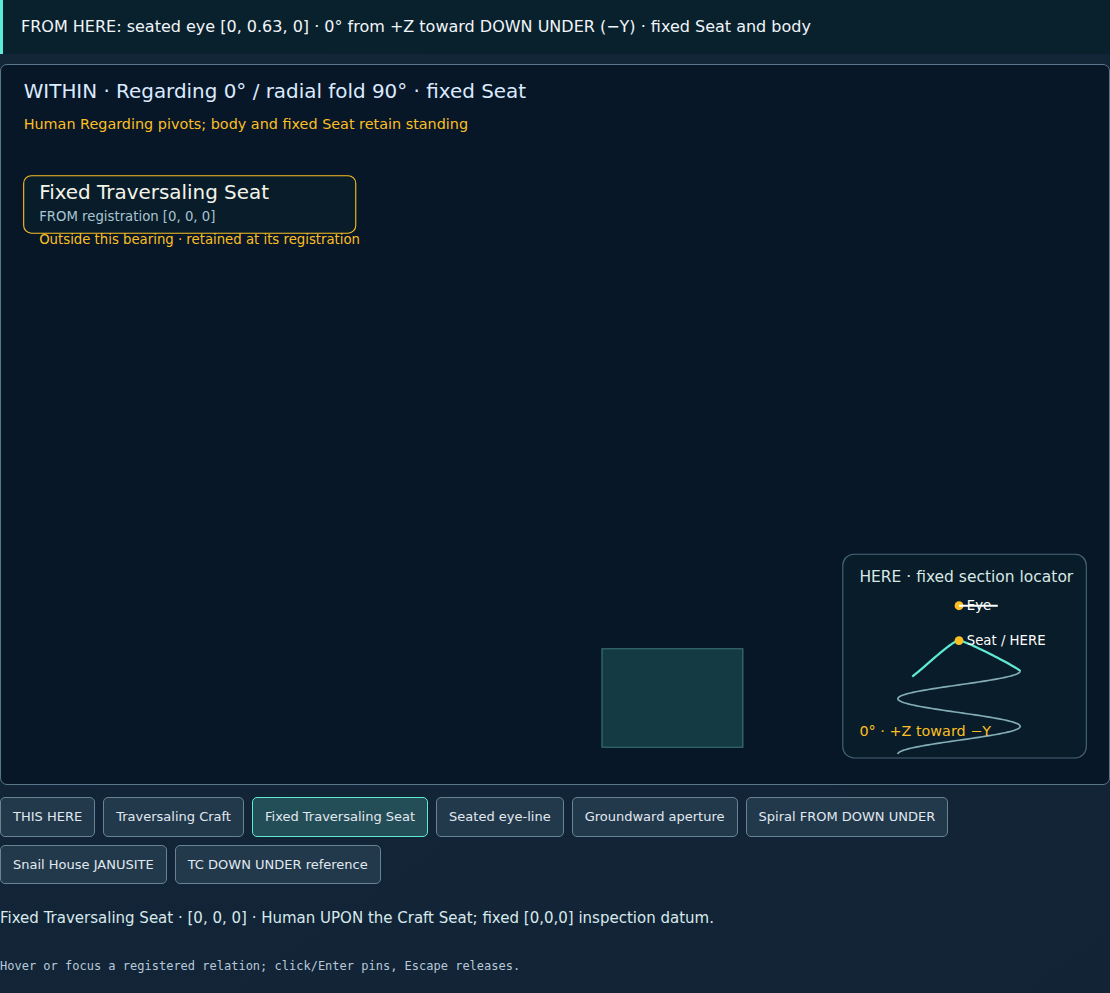 FROM HERE: seated eye [0, 0.63, 0] · 0° from +Z toward DOWN UNDER (−Y) · fixed Seat and body
WITHIN · Regarding 0° / radial fold 90° · fixed Seat
Human Regarding pivots; body and fixed Seat retain standing
Fixed Traversaling Seat
FROM registration [0, 0, 0]
Outside this bearing · retained at its registration
HERE · fixed section locator
Eye
Seat / HERE
0° · +Z toward −Y
THIS HERE
Traversaling Craft
Fixed Traversaling Seat
Seated eye-line
Groundward aperture
Spiral FROM DOWN UNDER
Snail House JANUSITE
TC DOWN UNDER reference
Fixed Traversaling Seat · [0, 0, 0] · Human UPON the Craft Seat; fixed [0,0,0] inspection datum.
Hover or focus a registered relation; click/Enter pins, Escape releases.